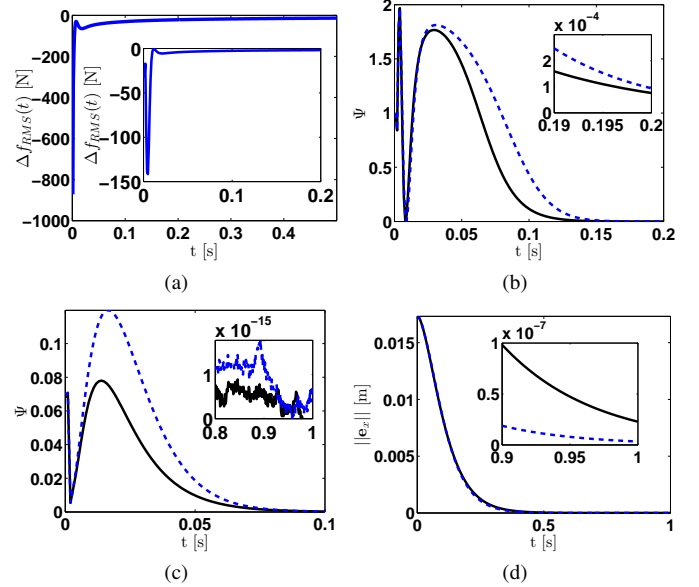 0
−200
−400
−600
−800
−1000
0 0.1 0.2 0.3 0.4
Δf_RMS(t) [N]
t [s]
0
−50
−100
−150
0 0.1 0.2
Δf_RMS(t) [N]
(a)
2
1.5
1
0.5
0
0 0.05 0.1 0.15 0.2
Ψ
t [s]
x 10^−4
3
2
1
0
0.19 0.195 0.2
(b)
0.1
0.08
0.06
0.04
0.02
0
0 0.05 0.1
Ψ
t [s]
x 10^−15
1
0
0.8 0.9 1
(c)
0.015
0.01
0.005
0
0 0.5 1
||e_x|| [m]
t [s]
x 10^−7
1
0.5
0
0.9 0.95 1
(d)